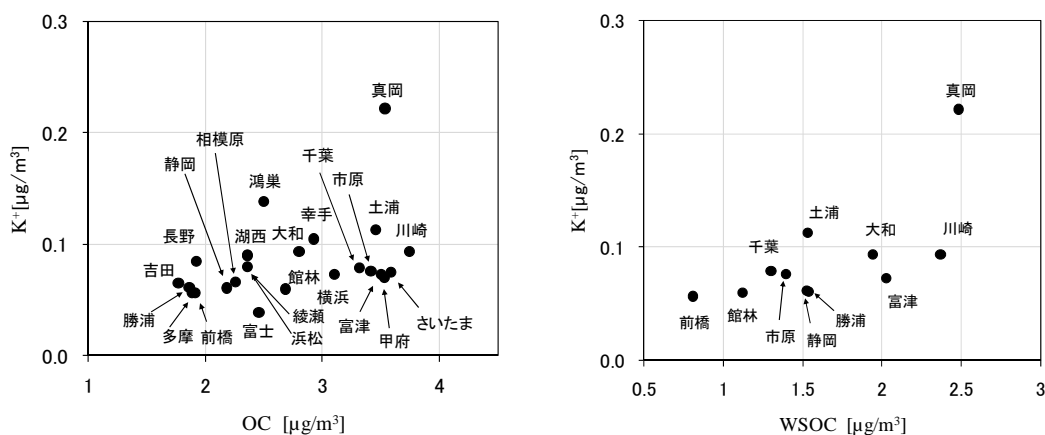 0.3
0.2
0.1
0.0
K⁺[μg/m³]
真岡
相模原
静岡
千葉
市原
鴻巣
土浦
幸手
川崎
長野
湖西
大和
吉田
館林
横浜
綾瀬
富津
さいたま
勝浦
多摩
前橋
富士
浜松
甲府
1
2
3
4
OC [μg/m³]
0.3
0.2
0.1
0.0
K⁺[μg/m³]
真岡
土浦
大和
川崎
千葉
前橋
館林
市原
静岡
勝浦
富津
0.5
1
1.5
2
2.5
3
WSOC [μg/m³]